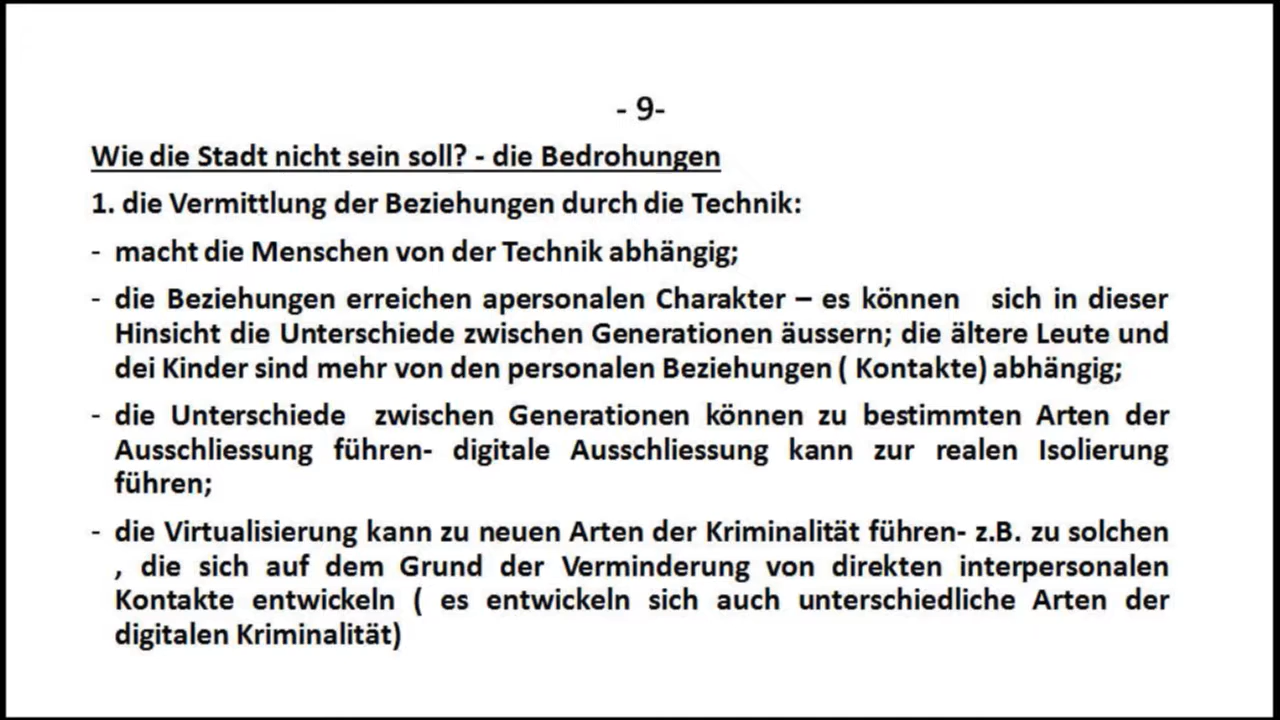 - 9-
Wie die Stadt nicht sein soll? - die Bedrohungen
1. die Vermittlung der Beziehungen durch die Technik:
- macht die Menschen von der Technik abhängig;
- die Beziehungen erreichen apersonalen Charakter – es können sich in dieser
Hinsicht die Unterschiede zwischen Generationen äussern; die ältere Leute und
dei Kinder sind mehr von den personalen Beziehungen ( Kontakte) abhängig;
- die Unterschiede zwischen Generationen können zu bestimmten Arten der
Ausschliessung führen- digitale Ausschliessung kann zur realen Isolierung
führen;
- die Virtualisierung kann zu neuen Arten der Kriminalität führen- z.B. zu solchen
, die sich auf dem Grund der Verminderung von direkten interpersonalen
Kontakte entwickeln ( es entwickeln sich auch unterschiedliche Arten der
digitalen Kriminalität)